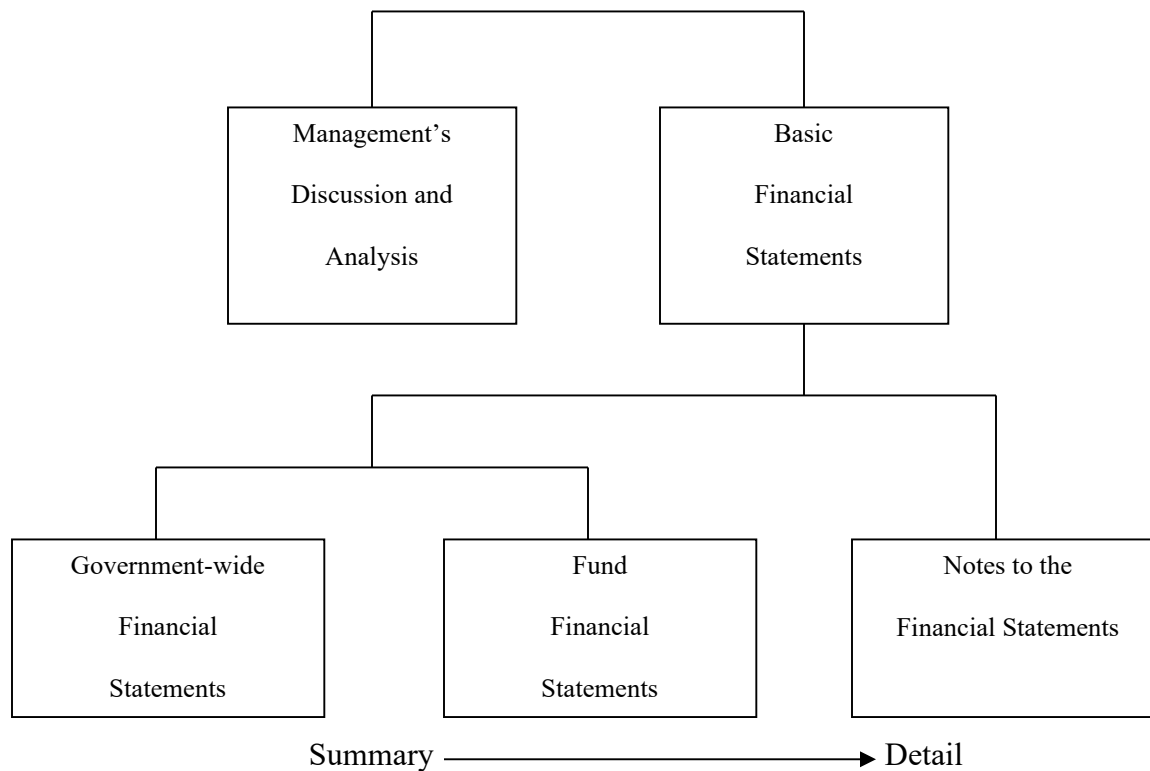 Management’s
Discussion and
Analysis
Basic
Financial
Statements
Government-wide
Financial
Statements
Fund
Financial
Statements
Notes to the
Financial Statements
Summary
Detail